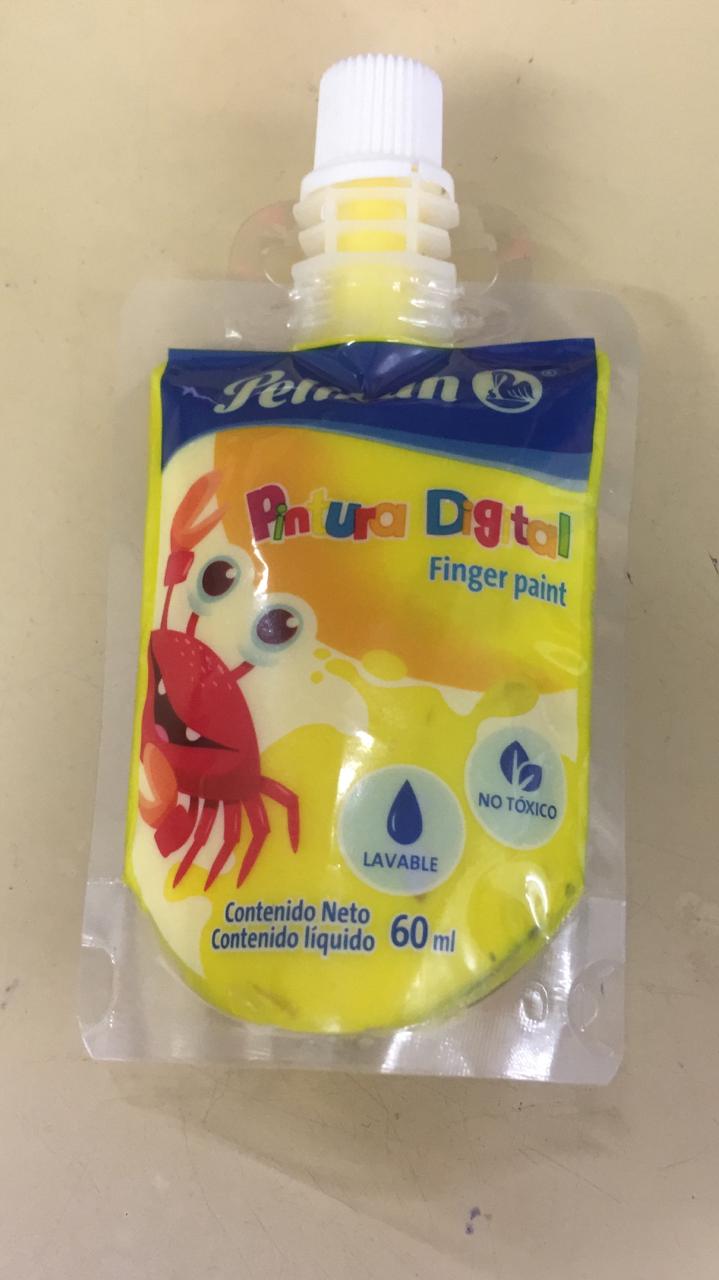 Pelikan
®
Pintura Digital
Finger paint
NO TÓXICO
LAVABLE
Contenido Neto
Contenido líquido 60 ml